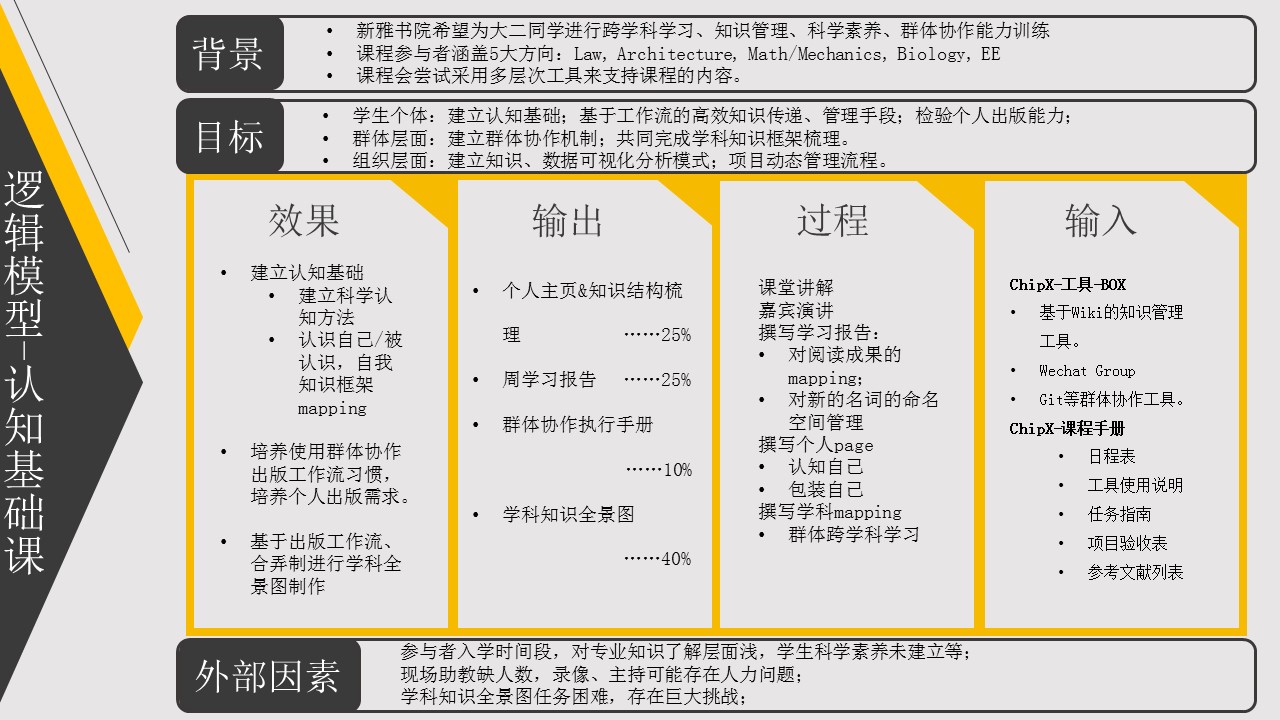 逻辑模型—认知基础课
背景
• 新雅书院希望为大二同学进行跨学科学习、知识管理、科学素养、群体协作能力训练
• 课程参与者涵盖5大方向：Law, Architecture, Math/Mechanics, Biology, EE
• 课程会尝试采用多层次工具来支持课程的内容。
目标
• 学生个体：建立认知基础；基于工作流的高效知识传递、管理手段；检验个人出版能力；
• 群体层面：建立群体协作机制；共同完成学科知识框架梳理。
• 组织层面：建立知识、数据可视化分析模式；项目动态管理流程。
效果
• 建立认知基础
• 建立科学认
知方法
• 认识自己/被
认识，自我
知识框架
mapping
• 培养使用群体协作
出版工作流习惯，
培养个人出版需求。
• 基于出版工作流、
合弄制进行学科全
景图制作
输出
• 个人主页&知识结构梳
理 ……25%
• 周学习报告 ……25%
• 群体协作执行手册
……10%
• 学科知识全景图
……40%
过程
课堂讲解
嘉宾演讲
撰写学习报告：
• 对阅读成果的
mapping；
• 对新的名词的命名
空间管理
撰写个人page
• 认知自己
• 包装自己
撰写学科mapping
• 群体跨学科学习
输入
ChipX-工具-BOX
• 基于Wiki的知识管理
工具。
• Wechat Group
• Git等群体协作工具。
ChipX-课程手册
• 日程表
• 工具使用说明
• 任务指南
• 项目验收表
• 参考文献列表
外部因素
参与者入学时间段，对专业知识了解层面浅，学生科学素养未建立等；
现场助教缺人数，录像、主持可能存在人力问题；
学科知识全景图任务困难，存在巨大挑战；